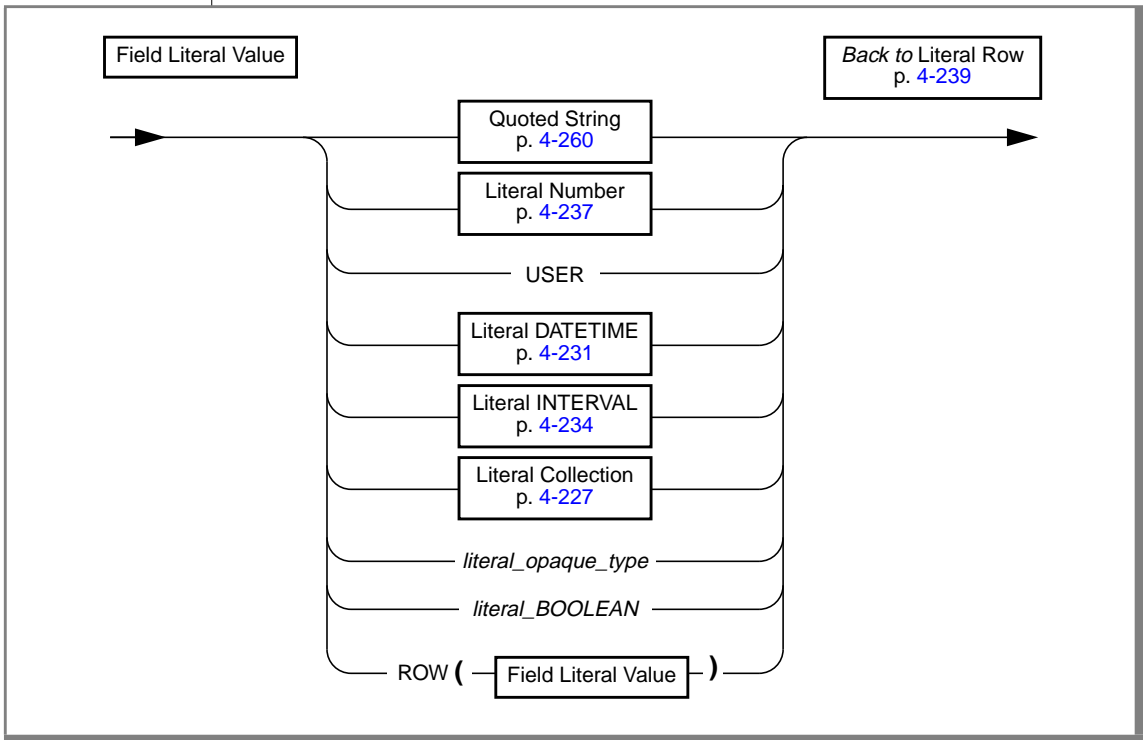 Field Literal Value
Back to Literal Row
p. 4-239
Quoted String
p. 4-260
Literal Number
p. 4-237
USER
Literal DATETIME
p. 4-231
Literal INTERVAL
p. 4-234
Literal Collection
p. 4-227
literal_opaque_type
literal_BOOLEAN
ROW ( Field Literal Value )